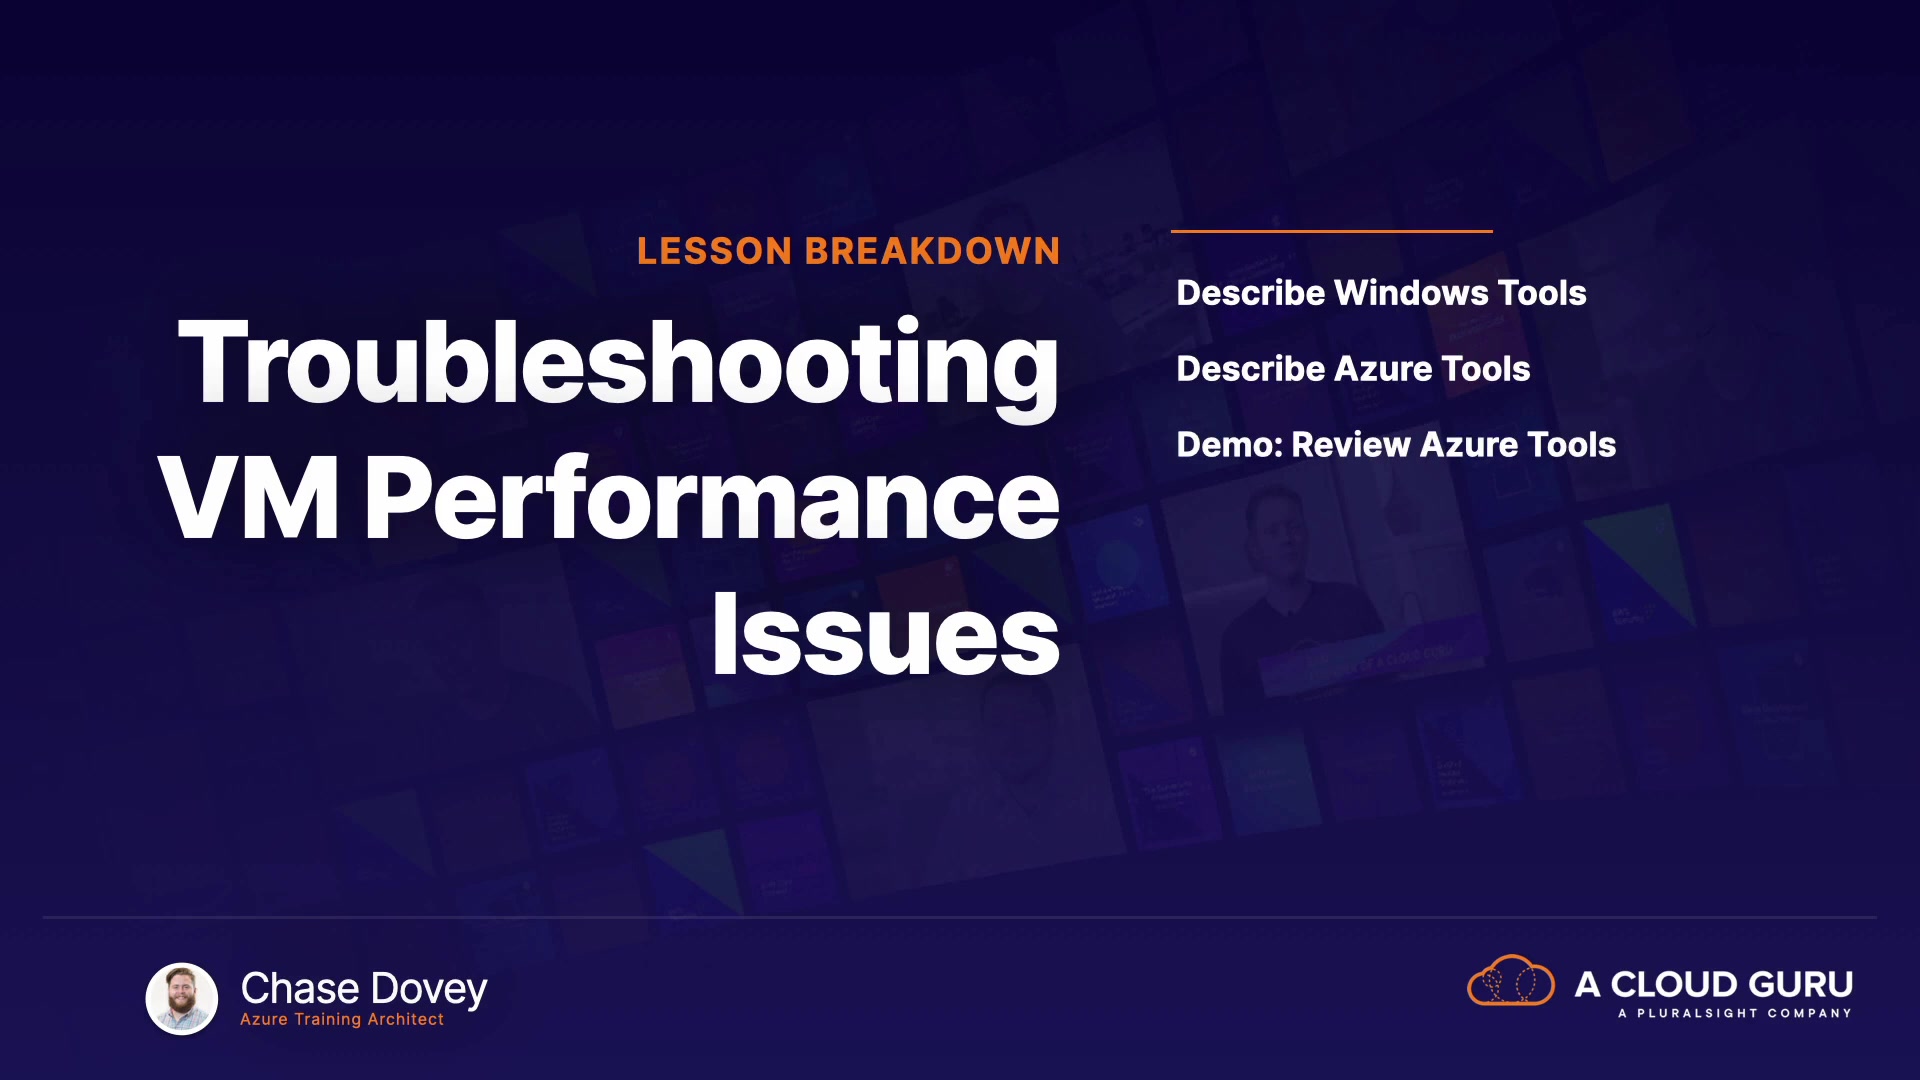 LESSON BREAKDOWN
Troubleshooting
VM Performance
Issues
Describe Windows Tools
Describe Azure Tools
Demo: Review Azure Tools
Chase Dovey
Azure Training Architect
A CLOUD GURU
A PLURALSIGHT COMPANY